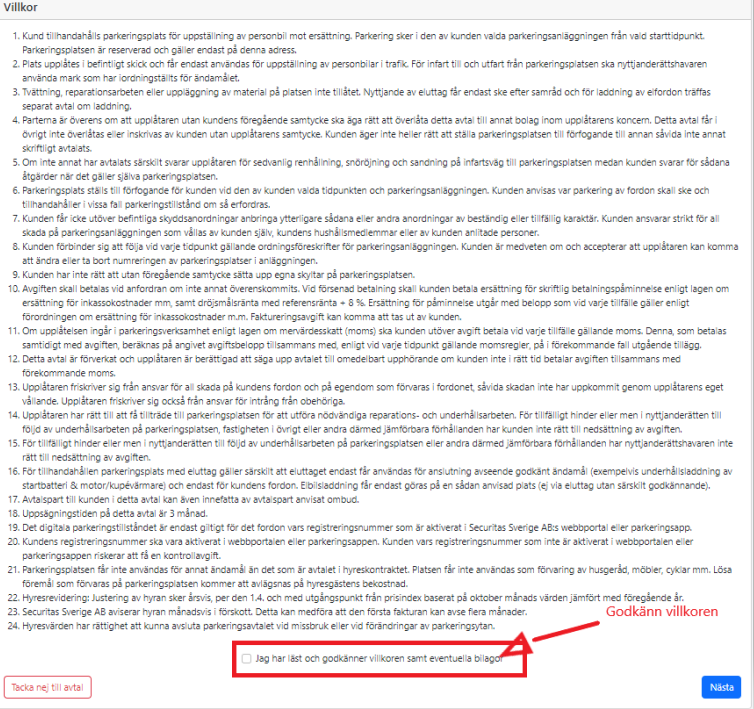 Villkor
1. Kund tillhandahålls parkeringsplats för uppställning av personbil mot ersättning. Parkering sker i den av kunden valda parkeringsanläggningen från vald starttidpunkt.
Parkeringsplatsen är reserverad och gäller endast på denna adress.
2. Plats upplåtes i befintligt skick och får endast användas för uppställning av personbilar i trafik. För infart till och utfart från parkeringsplatsen ska nyttjanderättshavaren
använda mark som har iordningställts för ändamålet.
3. Tvättning, reparationsarbeten eller uppläggning av material på platsen inte tillåtet. Nyttjande av eluttag får endast ske efter samråd och för laddning av elfordon träffas
separat avtal om laddning.
4. Parterna är överens om att upplåtaren utan kundens föregående samtycke ska äga rätt att överlåta detta avtal till annat bolag inom upplåtarens koncern. Detta avtal får i
övrigt inte överlåtas eller inskrivas av kunden utan upplåtarens samtycke. Kunden äger inte heller rätt att ställa parkeringsplatsen till förfogande till annan såvida inte annat
skriftligt avtalats.
5. Om inte annat har avtalats särskilt svarar upplåtaren för sedvanlig renhållning, snöröjning och sandning på infartsväg till parkeringsplatsen medan kunden svarar för sådana
åtgärder när det gäller själva parkeringsplatsen.
6. Parkeringsplats ställs till förfogande för kunden vid den av kunden valda tidpunkten och parkeringsanläggningen. Kunden anvisas var parkering av fordon skall ske och
tillhandahåller i vissa fall parkeringstillstånd om så erfordras.
7. Kunden får icke utöver befintliga skyddsanordningar anbringa ytterligare sådana eller andra anordningar av beständig eller tillfällig karaktär. Kunden ansvarar strikt för all
skada på parkeringsanläggningen som vållas av kunden själv, kundens hushållsmedlemmar eller av kunden anlitade personer.
8. Kunden förbinder sig att följa vid varje tidpunkt gällande ordningsföreskrifter för parkeringsanläggningen. Kunden är medveten om och accepterar att upplåtaren kan komma
att ändra eller ta bort numreringen av parkeringsplatser i anläggningen.
9. Kunden har inte rätt att utan föregående samtycke sätta upp egna skyltar på parkeringsplatsen.
10. Avgiften skall betalas vid anfordran om inte annat överenskommits. Vid försenad betalning skall kunden betala ersättning för skriftlig betalningspåminnelse enligt lagen om
ersättning för inkassokostnader mm, samt dröjsmålsränta med referensränta + 8 %. Ersättning för påminnelse utgår med belopp som vid varje tillfälle gäller enligt
förordningen om ersättning för inkassokostnader m.m. Faktureringsavgift kan komma att tas ut av kunden.
11. Om upplåtelsen ingår i parkeringsverksamhet enligt lagen om mervärdesskatt (moms) ska kunden utöver avgift betala vid varje tillfälle gällande moms. Denna, som betalas
samtidigt med avgiften, beräknas på angivet avgiftsbelopp tillsammans med, enligt vid varje tidpunkt gällande momsregler, på i förekommande fall utgående tillägg.
12. Detta avtal är förverkat och upplåtaren är berättigad att säga upp avtalet till omedelbart upphörande om kunden inte i rätt tid betalar avgiften tillsammans med
förekommande moms.
13. Upplåtaren friskriver sig från ansvar för all skada på kundens fordon och på egendom som förvaras i fordonet, såvida skadan inte har uppkommit genom upplåtarens eget
vållande. Upplåtaren friskriver sig också från ansvar för intrång från obehöriga.
14. Upplåtaren har rätt till att få tillträde till parkeringsplatsen för att utföra nödvändiga reparations- och underhållsarbeten. För tillfälligt hinder eller men i nyttjanderätten till
följd av underhållsarbeten på parkeringsplatsen, fastigheten i övrigt eller andra därmed jämförbara förhållanden har kunden inte rätt till nedsättning av avgiften.
15. För tillfälligt hinder eller men i nyttjanderätten till följd av underhållsarbeten på parkeringsplatsen eller andra därmed jämförbara förhållanden har nyttjanderättshavaren inte
rätt till nedsättning av avgiften.
16. För tillhandahållen parkeringsplats med eluttag gäller särskilt att eluttaget endast får användas för anslutning avseende godkänt ändamål (exempelvis underhållsladdning av
startbatteri & motor/kupévärmare) och endast för kundens fordon. Elbilsladdning får endast göras på en sådan anvisad plats (ej via eluttag utan särskilt godkännande).
17. Avtalspart till kunden i detta avtal kan även innefatta av avtalspart anvisat ombud.
18. Uppsägningstiden på detta avtal är 3 månad.
19. Det digitala parkeringstillståndet är endast giltigt för det fordon vars registreringsnummer som är aktiverat i Securitas Sverige AB:s webbportal eller parkeringsapp.
20. Kundens registreringsnummer ska vara aktiverat i webbportalen eller parkeringsappen. Kunden vars registreringsnummer som inte är aktiverat i webbportalen eller
parkeringsappen riskerar att få en kontrollavgift.
21. Parkeringsplatsen får inte användas för annat ändamål än det som är avtalet i hyreskontraktet. Platsen får inte användas som förvaring av husgeråd, möbler, cyklar mm. Lösa
föremål som förvaras på parkeringsplatsen kommer att avlägsnas på hyresgästens bekostnad.
22. Hyresrevidering: Justering av hyran sker årsvis, per den 1.4. och med utgångspunkt från prisindex baserat på oktober månads värden jämfört med föregående år.
23. Securitas Sverige AB aviserar hyran månadsvis i förskott. Detta kan medföra att den första fakturan kan avse flera månader.
24. Hyresvärden har rättighet att kunna avsluta parkeringsavtalet vid missbruk eller vid förändringar av parkeringsytan.
Godkänn villkoren
Jag har läst och godkänner villkoren samt eventuella bilagor
Tacka nej till avtal
Nästa